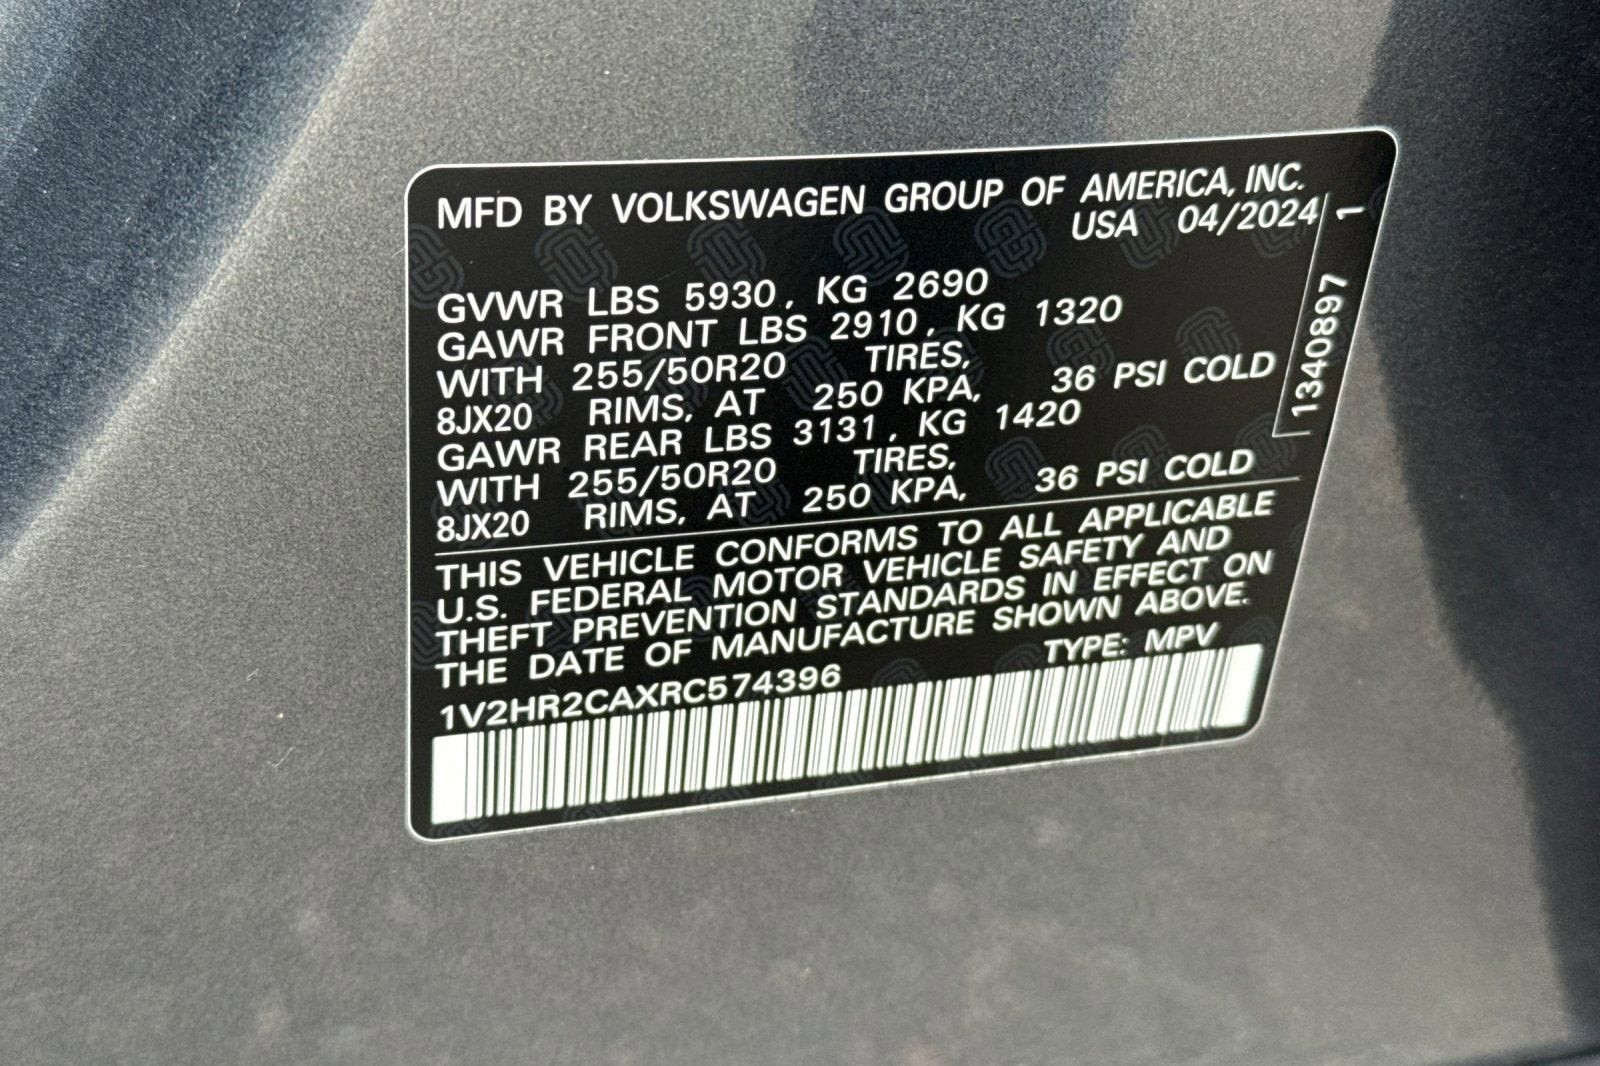 MFD BY VOLKSWAGEN GROUP OF AMERICA, INC.
USA 04/2024
GVWR LBS 5930, KG 2690
GAWR FRONT LBS 2910, KG 1320
WITH 255/50R20 TIRES,
8JX20 RIMS, AT 250 KPA, 36 PSI COLD
GAWR REAR LBS 3131, KG 1420
WITH 255/50R20 TIRES,
8JX20 RIMS, AT 250 KPA, 36 PSI COLD
THIS VEHICLE CONFORMS TO ALL APPLICABLE
U.S. FEDERAL MOTOR VEHICLE SAFETY AND
THEFT PREVENTION STANDARDS IN EFFECT ON
THE DATE OF MANUFACTURE SHOWN ABOVE.
1V2HR2CAXRC574396 TYPE: MPV
1340897 1